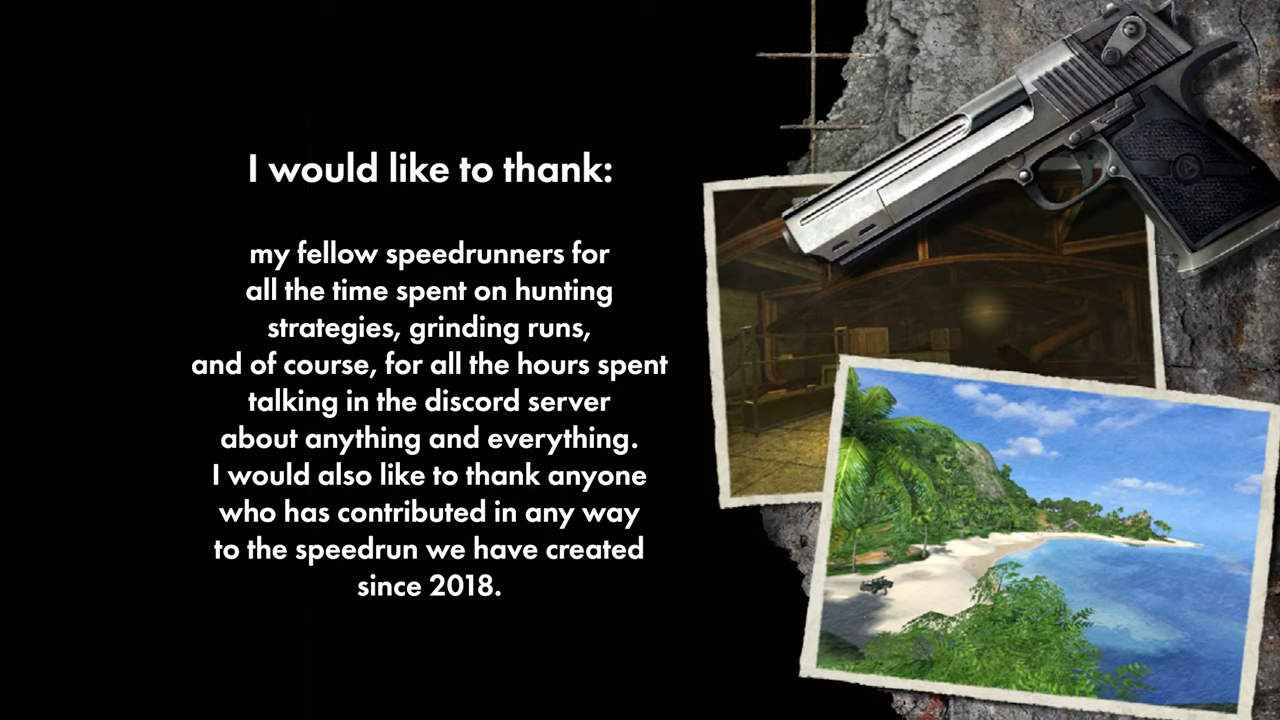 I would like to thank:
my fellow speedrunners for
all the time spent on hunting
strategies, grinding runs,
and of course, for all the hours spent
talking in the discord server
about anything and everything.
I would also like to thank anyone
who has contributed in any way
to the speedrun we have created
since 2018.